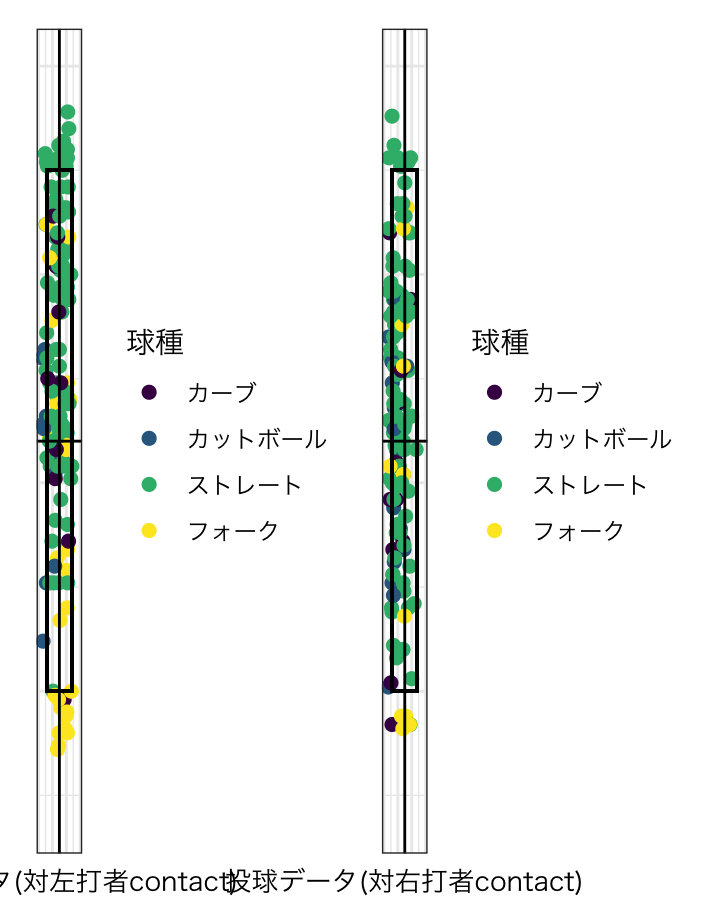 球種
カーブ
カットボール
ストレート
フォーク
球種
カーブ
カットボール
ストレート
フォーク
タ(対左打者contact)
投球データ(対右打者contact)